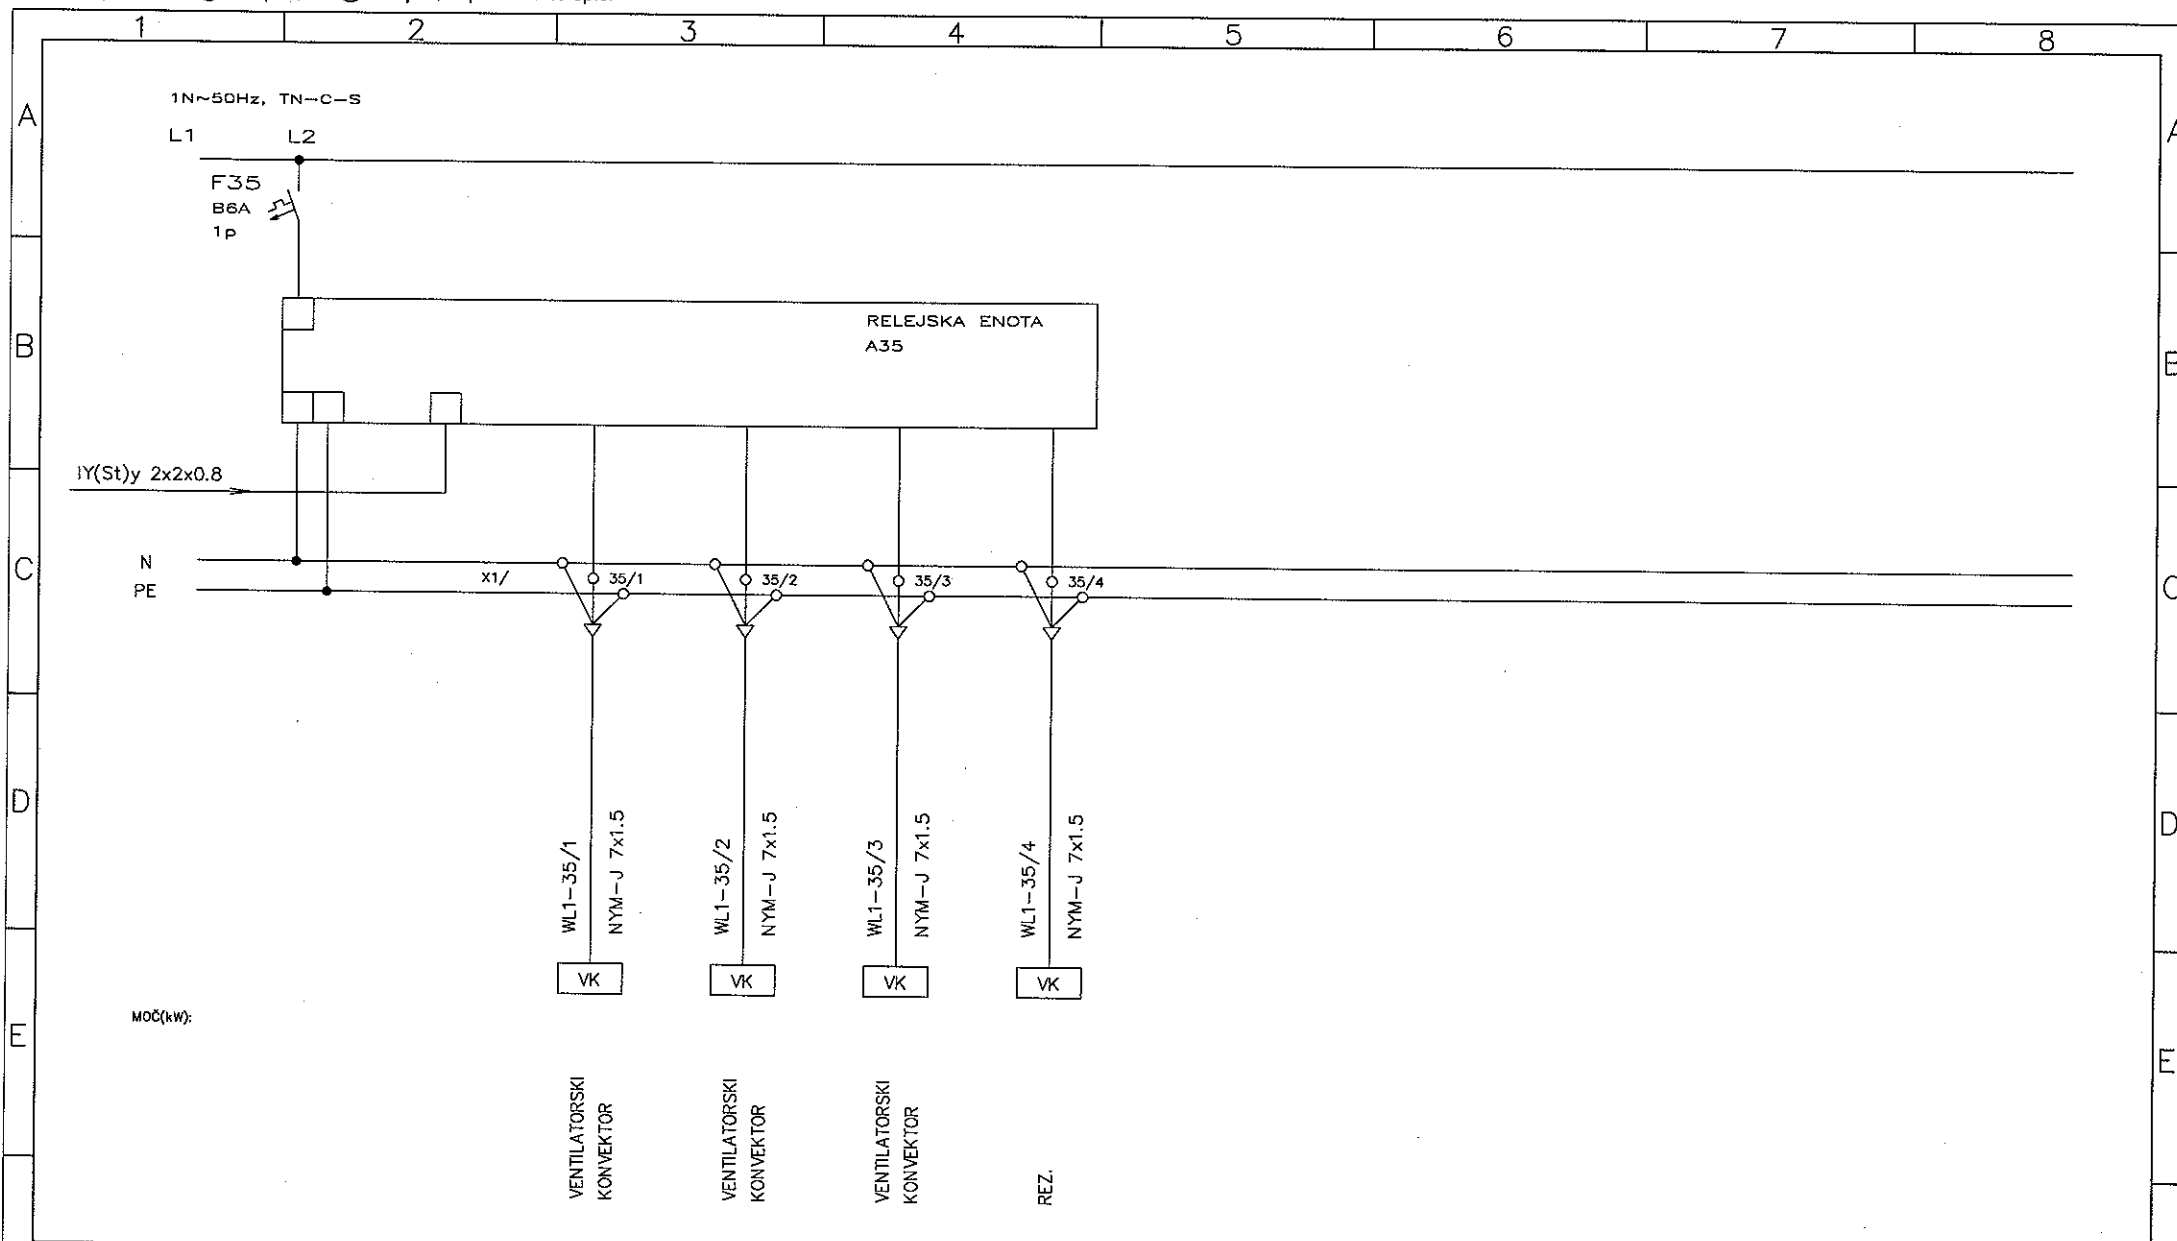 1 2 3 4 5 6 7 8
A
1N~50Hz, TN-C-S
L1 L2
F35
B6A
1p
B
RELEJSKA ENOTA
A35
IY(St)y 2x2x0.8
C
N
PE
X1/ 35/1 35/2 35/3 35/4
D
D
WL1-35/1
NYM-J 7x1.5
WL1-35/2
NYM-J 7x1.5
WL1-35/3
NYM-J 7x1.5
WL1-35/4
NYM-J 7x1.5
VK VK VK VK
MOČ(kW):
E
E
VENTILATORSKI
KONVEKTOR
VENTILATORSKI
KONVEKTOR
VENTILATORSKI
KONVEKTOR
REZ.